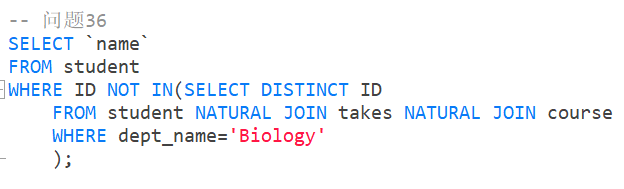 -- 问题36
SELECT `name`
FROM student
WHERE ID NOT IN(SELECT DISTINCT ID
FROM student NATURAL JOIN takes NATURAL JOIN course
WHERE dept_name='Biology'
);